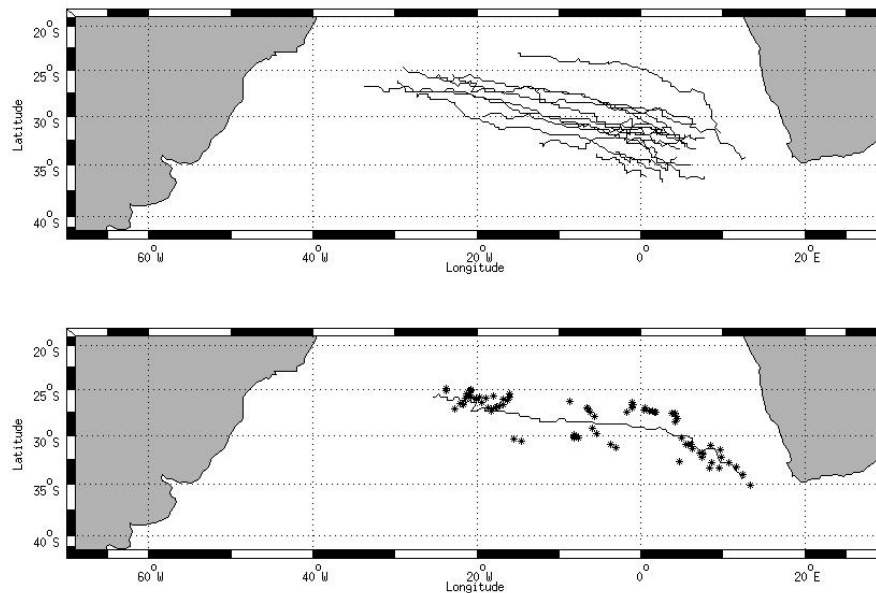 20° S
25° S
30° S
35° S
40° S
Latitude
60° W
40° W
20° W
0°
20° E
Longitude
20° S
25° S
30° S
35° S
40° S
Latitude
60° W
40° W
20° W
0°
20° E
Longitude